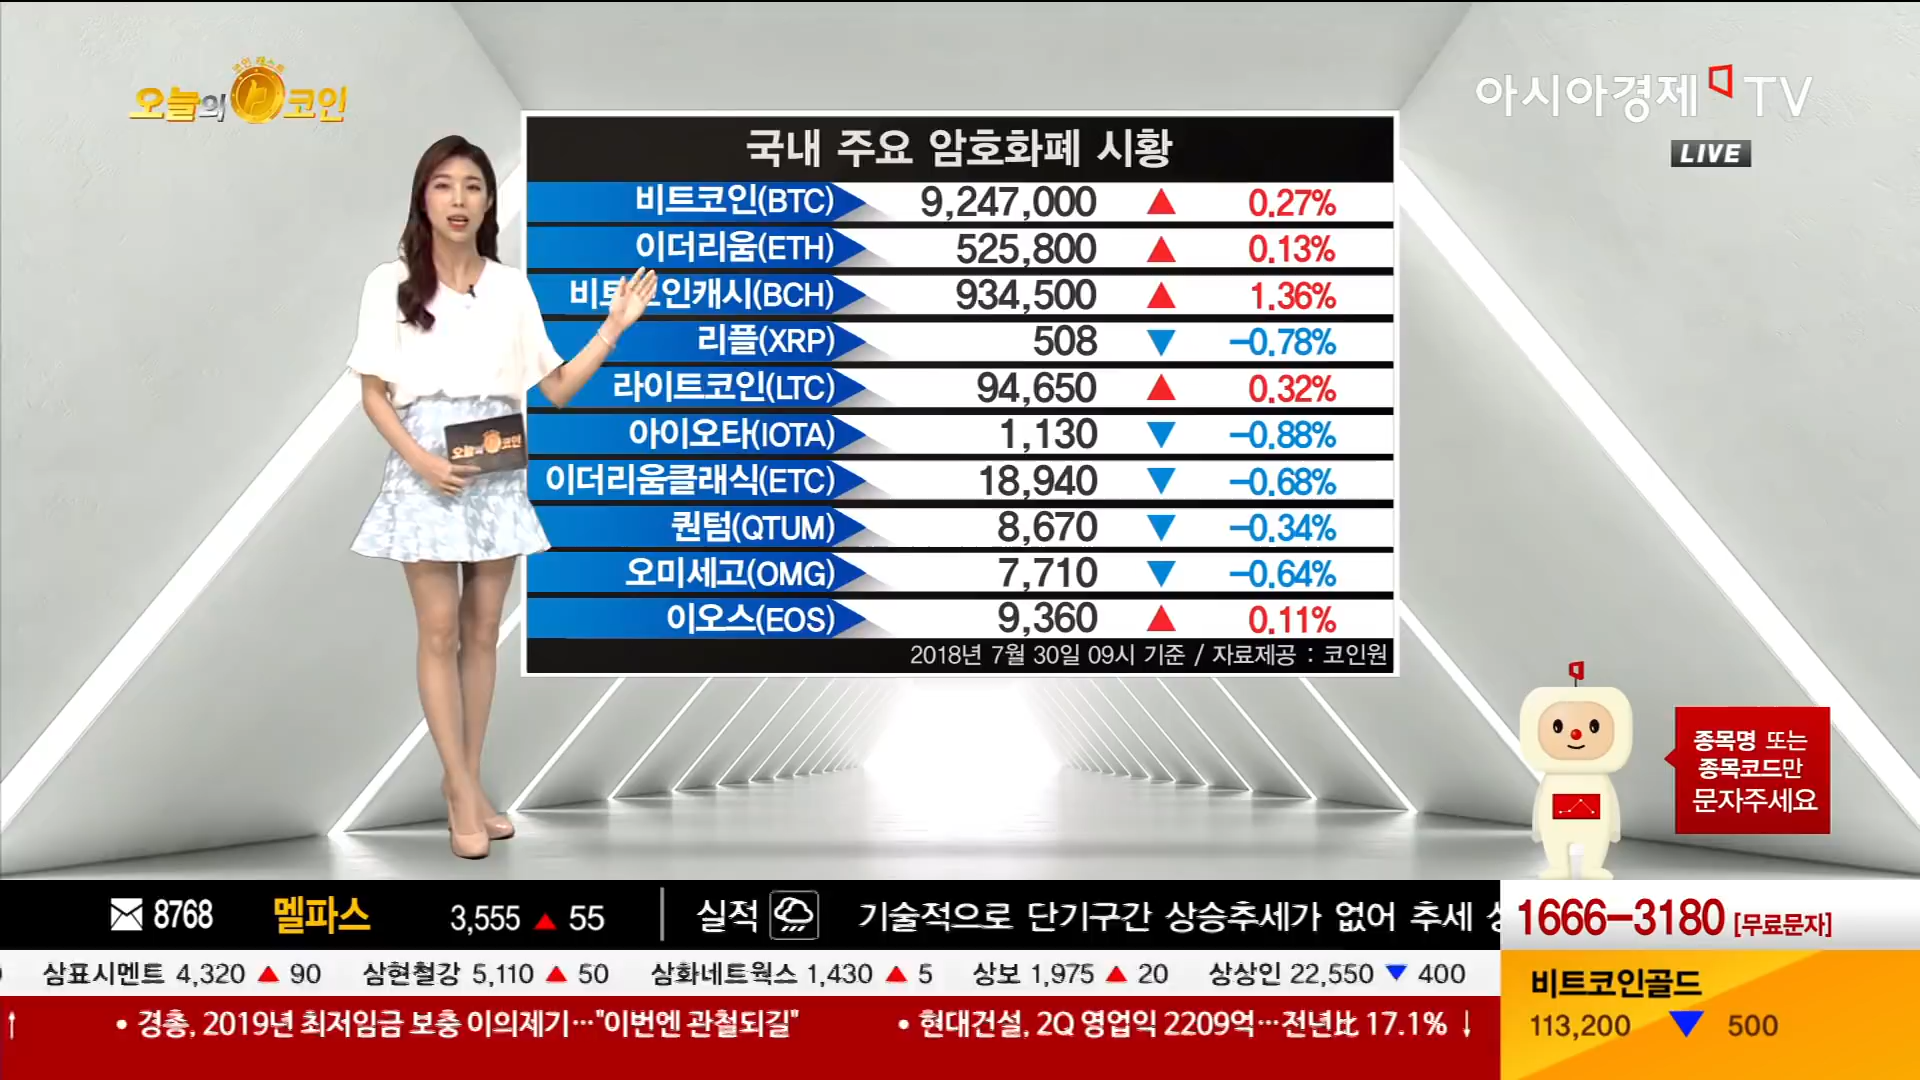 코인 캐스트
오늘의 코인
아시아경제 TV
LIVE
국내 주요 암호화폐 시황
비트코인(BTC) 9,247,000 ▲ 0.27%
이더리움(ETH) 525,800 ▲ 0.13%
비트코인캐시(BCH) 934,500 ▲ 1.36%
리플(XRP) 508 ▼ -0.78%
라이트코인(LTC) 94,650 ▲ 0.32%
아이오타(IOTA) 1,130 ▼ -0.88%
이더리움클래식(ETC) 18,940 ▼ -0.68%
퀀텀(QTUM) 8,670 ▼ -0.34%
오미세고(OMG) 7,710 ▼ -0.64%
이오스(EOS) 9,360 ▲ 0.11%
2018년 7월 30일 09시 기준 / 자료제공 : 코인원
오늘의 코인
종목명 또는
종목코드만
문자주세요
8768 멜파스 3,555 ▲ 55 실적 기술적으로 단기구간 상승추세가 없어 추세
1666-3180 [무료문자]
삼표시멘트 4,320 ▲ 90 삼현철강 5,110 ▲ 50 삼화네트웍스 1,430 ▲ 5 상보 1,975 ▲ 20 상상인 22,550 ▼ 400
비트코인골드
113,200 ▼ 500
↑ • 경총, 2019년 최저임금 보충 이의제기…"이번엔 관철되길" • 현대건설, 2Q 영업익 2209억…전년比 17.1% ↓